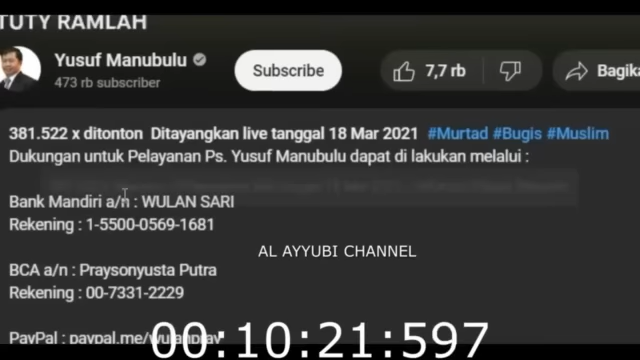 TUTY RAMLAH
Yusuf Manubulu
473 rb subscriber
Subscribe
7,7 rb
Bagika
381.522 x ditonton Ditayangkan live tanggal 18 Mar 2021 #Murtad #Bugis #Muslim
Dukungan untuk Pelayanan Ps. Yusuf Manubulu dapat di lakukan melalui :
Bank Mandiri a/n : WULAN SARI
Rekening : 1-5500-0569-1681
AL AYYUBI CHANNEL
BCA a/n : Praysonyusta Putra
Rekening : 00-7331-2229
PayPal : paypal.me/wulanpray
00:10:21:597